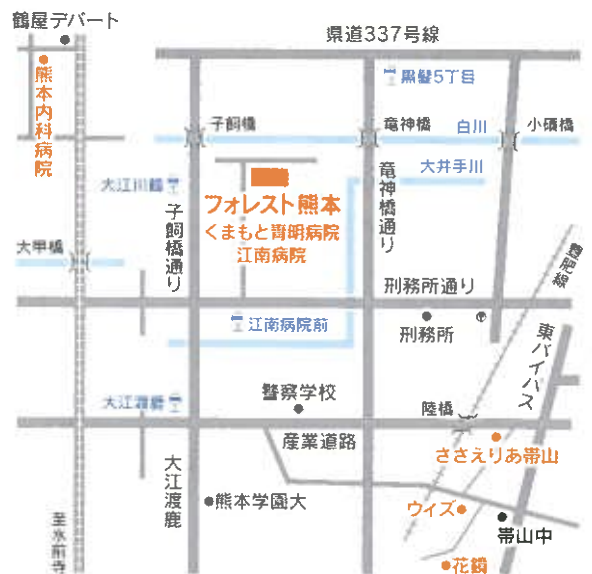 鶴屋デパート
県道337号線
熊本内科病院
黒髪5丁目
子飼橋
竜神橋
白川
小磧橋
大井手川
大江川鶴
フォレスト熊本
くまもと青明病院
江南病院
子飼橋通り
竜神橋通り
大甲橋
刑務所通り
豊肥線
江南病院前
刑務所
東バイパス
大江渡鹿
警察学校
陸橋
産業道路
ささえりあ帯山
大江渡鹿
熊本学園大
ウィズ
帯山中
至水前寺
花鏡